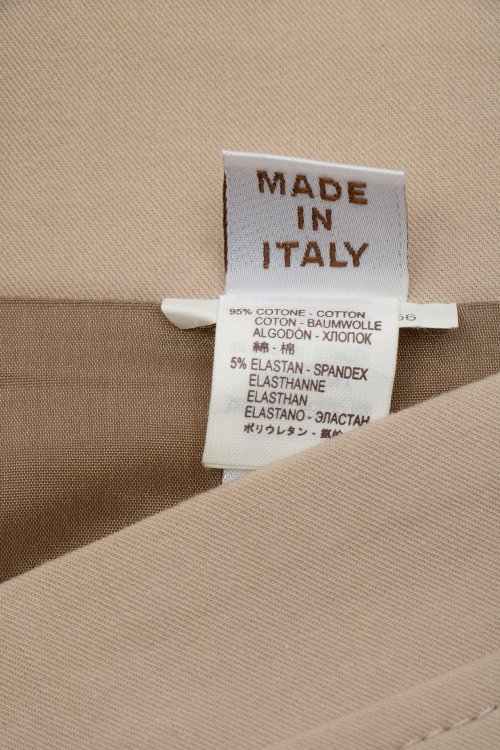 MADE
IN
ITALY
95% COTONE - COTTON
COTON - BAUMWOLLE
ALGODÓN - ХЛОПОК
綿 - 棉
5% ELASTAN - SPANDEX
ELASTHANNE
ELASTHAN
ELASTANO - ЭЛАСТАН
ポリウレタン -
66